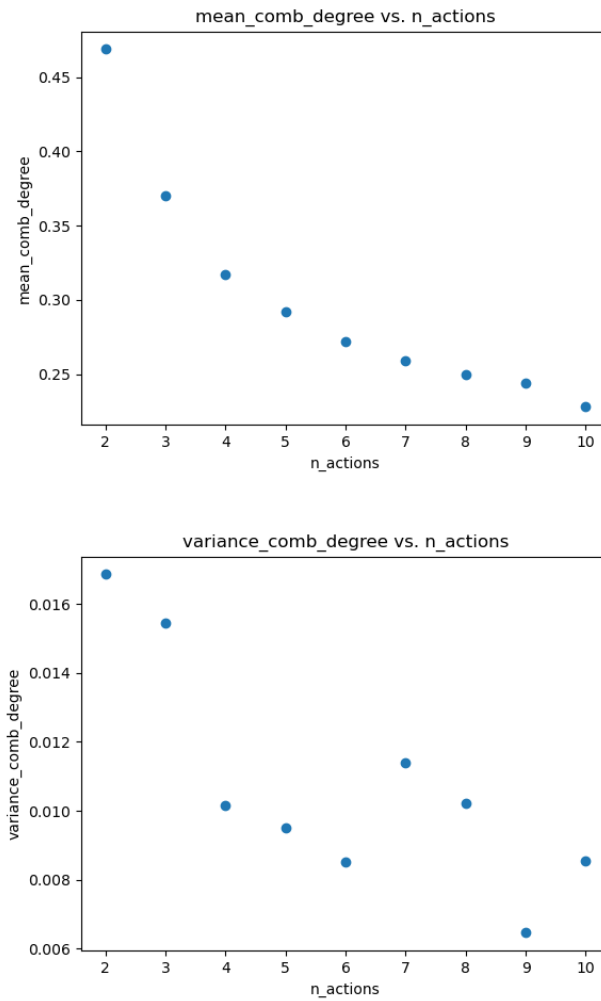 mean_comb_degree vs. n_actions
mean_comb_degree
0.45
0.40
0.35
0.30
0.25
2 3 4 5 6 7 8 9 10
n_actions
variance_comb_degree vs. n_actions
variance_comb_degree
0.016
0.014
0.012
0.010
0.008
0.006
2 3 4 5 6 7 8 9 10
n_actions